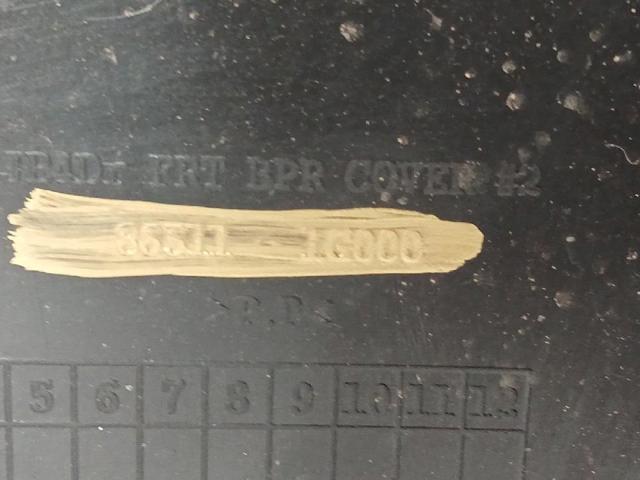 FRT BPR COVER #2
86511 - 1G000
>P.P<
5 6 7 8 9 10 11 12